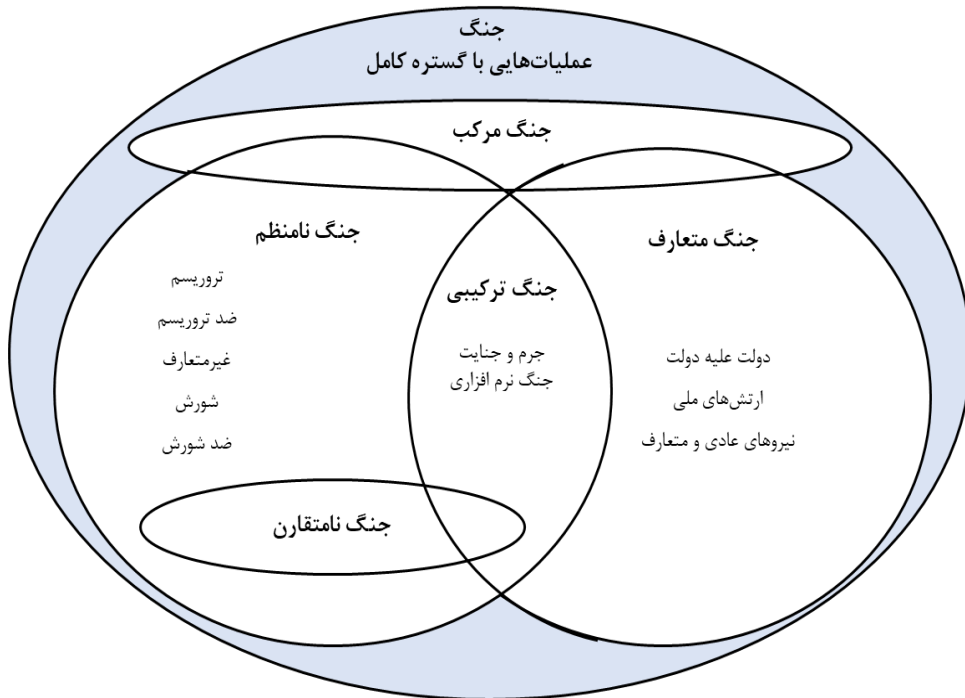 جنگ
عملیات‌هایی با گستره کامل
جنگ مرکب
جنگ متعارف
دولت علیه دولت
ارتش‌های ملی
نیروهای عادی و متعارف
جنگ ترکیبی
جرم و جنایت
جنگ نرم افزاری
جنگ نامنظم
تروریسم
ضد تروریسم
غیرمتعارف
شورش
ضد شورش
جنگ نامتقارن